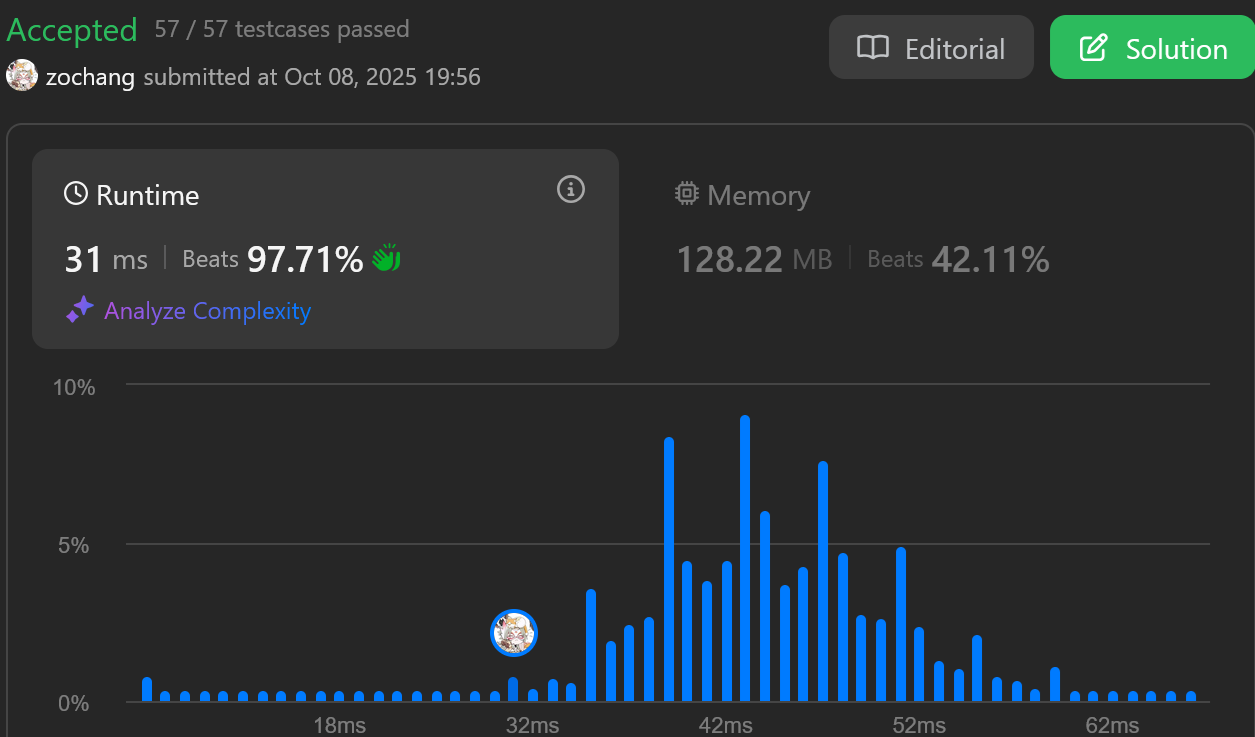 Accepted 57 / 57 testcases passed
Editorial
Solution
zochang submitted at Oct 08, 2025 19:56
Runtime
31 ms | Beats 97.71%
Analyze Complexity
Memory
128.22 MB | Beats 42.11%
10%
5%
0%
18ms 32ms 42ms 52ms 62ms